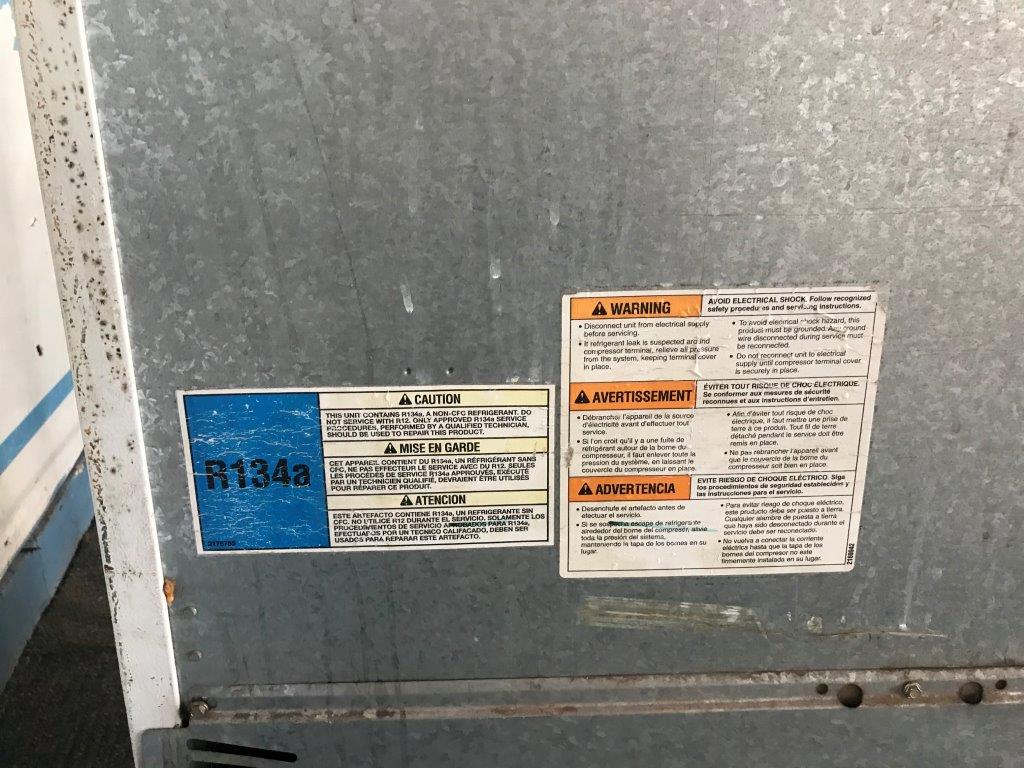 R134a
2176755
CAUTION
THIS UNIT CONTAINS R134a, A NON-CFC REFRIGERANT. DO
NOT SERVICE WITH R12. ONLY APPROVED R134a SERVICE
PROCEDURES, PERFORMED BY A QUALIFIED TECHNICIAN,
SHOULD BE USED TO REPAIR THIS PRODUCT.
MISE EN GARDE
CET APPAREIL CONTIENT DU R134a, UN RÉFRIGÉRANT SANS
CFC, NE PAS EFFECTEUR LE SERVICE AVEC DU R12. SEULES
LES PROCÉDÉS DE SERVICE R134a APPROUVÉS, EXÉCUTÉ
PAR UN TECHNICIEN QUALIFIÉ, DEVRAIENT ÊTRE UTILISÉS
POUR RÉPARER CE PRODUCT.
ATENCION
ESTE ARTEFACTO CONTIENE R134a, UN REFRIGERANTE SIN
CFC. NO UTILICE R12 DURANTE EL SERVICIO. SOLAMENTE LOS
PROCEDIMIENTOS DE SERVICIO APROBADOS PARA R134a,
EFECTUADOS POR UN TECNICO CALIFACADO, DEBEN SER
USADOS PARA REPARAR ESTE ARTEFACTO.
WARNING
AVOID ELECTRICAL SHOCK. Follow recognized
safety procedures and servicing instructions.
• Disconnect unit from electrical supply
before servicing.
• If refrigerant leak is suspected around
compressor terminal, relieve all pressure
from the system, keeping terminal cover
in place.
• To avoid electrical shock hazard, this
product must be grounded. Any ground
wire disconnected during service must
be reconnected.
• Do not reconnect unit to electrical
supply until compressor terminal cover
is securely in place.
AVERTISSEMENT
ÉVITER TOUT RISQUE DE CHOC ÉLECTRIQUE.
Se conformer aux mesures de sécurité
reconnues et aux instructions d'entretien.
• Débranchez l'appareil de la source
d'électricité avant d'effectuer tout
service.
• Si l'on croit qu'il y a une fuite de
réfrigérant autour de la borne du
compresseur, il faut enlever toute la
pression du système, en laissant le
couvercle du compresseur en place.
• Afin d'éviter tout risque de choc
électrique, il faut mettre une prise de
terre à ce produit. Tout fil de terre
détaché pendant le service doit être
remis en place.
• Ne pas rebrancher l'appareil avant
que le couvercle de la borne du
compresseur soit bien en place.
ADVERTENCIA
EVITE RIESGO DE CHOQUE ELÉCTRICO. Siga
los procedimientos de seguridad establecidos y
las instrucciones para el servicio.
• Desenchufe el artefacto antes de
efectuar el servicio.
• Si se sospecha escape de refrigerante
alrededor del borne del compresor, alivie
toda la presión del sistema,
manteniendo la tapa de los bornes en su
lugar.
• Para evitar riesgo de choque eléctrico,
este producto debe ser puesto a tierra.
Cualquier alambre de puesta a tierra
que haya sido desconectado durante el
servicio debe ser reconectado.
• No vuelva a conectar la corriente
eléctrica hasta que la tapa de los
bornes del compresor no esté
firmemente instalada en su lugar.